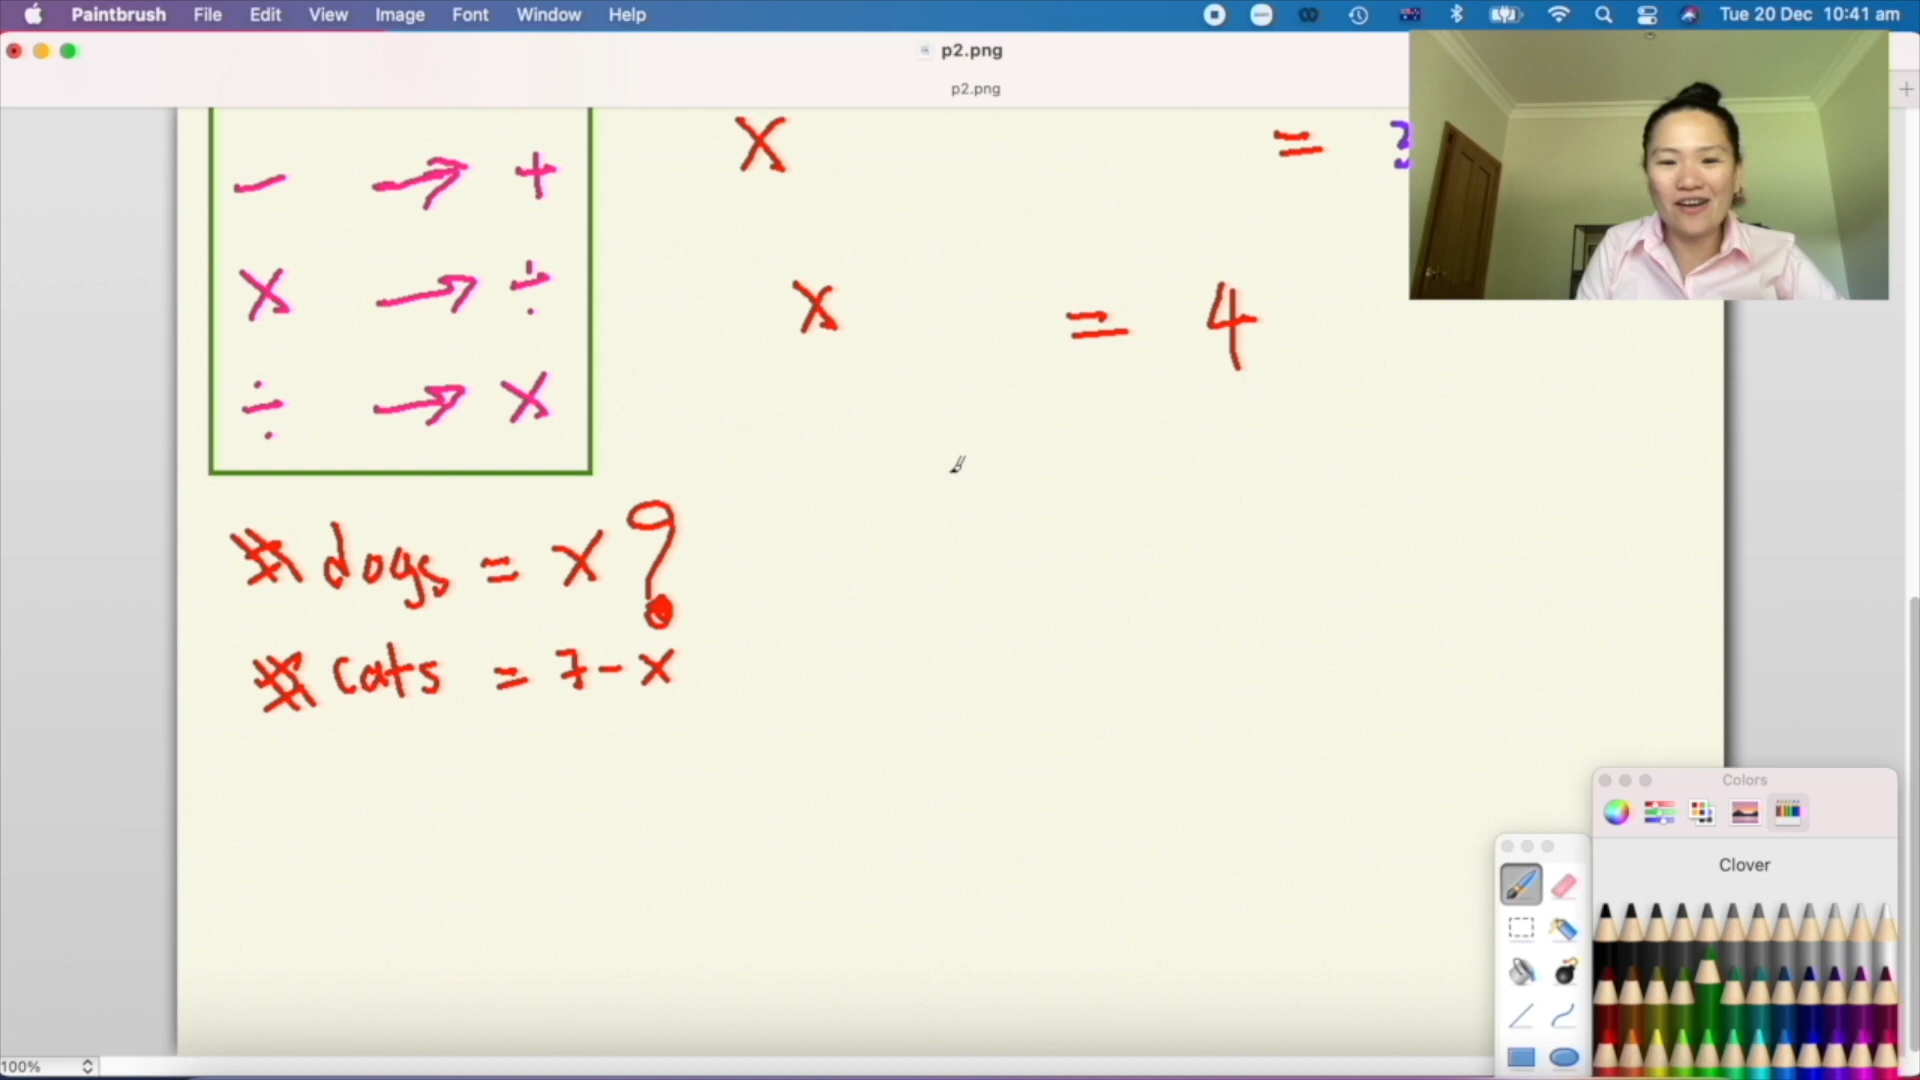 Paintbrush File Edit View Image Font Window Help Tue 20 Dec 10:41 am
p2.png
p2.png
x = 3
− → +
x → ÷
x = 4
÷ → x
# dogs = x ?
# cats = 7 - x
Colors
Clover
100%